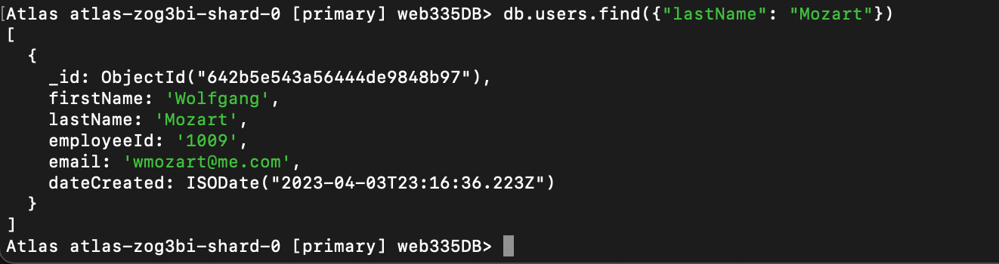 [Atlas atlas-zog3bi-shard-0 [primary] web335DB> db.users.find({"lastName": "Mozart"})
[
  {
    _id: ObjectId("642b5e543a56444de9848b97"),
    firstName: 'Wolfgang',
    lastName: 'Mozart',
    employeeId: '1009',
    email: 'wmozart@me.com',
    dateCreated: ISODate("2023-04-03T23:16:36.223Z")
  }
]
Atlas atlas-zog3bi-shard-0 [primary] web335DB>